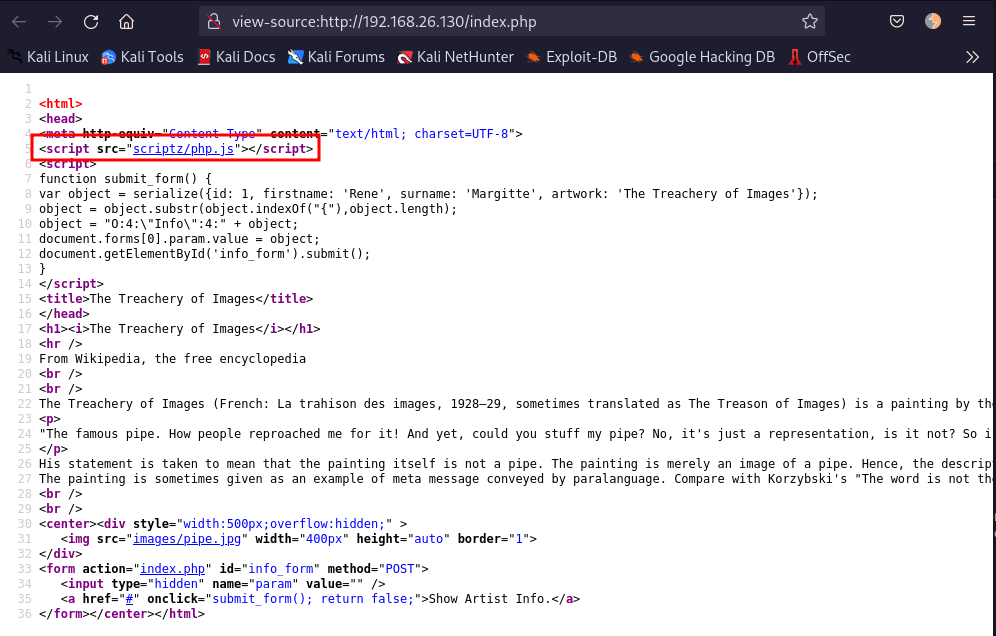 view-source:http://192.168.26.130/index.php
Kali Linux Kali Tools Kali Docs Kali Forums Kali NetHunter Exploit-DB Google Hacking DB OffSec
1
2 <html>
3 <head>
4 <meta http-equiv="Content-Type" content="text/html; charset=UTF-8">
5 <script src="scriptz/php.js"></script>
6 <script>
7 function submit_form() {
8 var object = serialize({id: 1, firstname: 'Rene', surname: 'Margitte', artwork: 'The Treachery of Images'});
9 object = object.substr(object.indexOf("{"),object.length);
10 object = "O:4:\"Info\":4:" + object;
11 document.forms[0].param.value = object;
12 document.getElementById('info_form').submit();
13 }
14 </script>
15 <title>The Treachery of Images</title>
16 </head>
17 <h1><i>The Treachery of Images</i></h1>
18 <hr />
19 From Wikipedia, the free encyclopedia
20 <br />
21 <br />
22 The Treachery of Images (French: La trahison des images, 1928–29, sometimes translated as The Treason of Images) is a painting by the
23 <p>
24 "The famous pipe. How people reproached me for it! And yet, could you stuff my pipe? No, it's just a representation, is it not? So i
25 </p>
26 His statement is taken to mean that the painting itself is not a pipe. The painting is merely an image of a pipe. Hence, the descript
27 The painting is sometimes given as an example of meta message conveyed by paralanguage. Compare with Korzybski's "The word is not the
28 <br />
29 <br />
30 <center><div style="width:500px;overflow:hidden;" >
31 <img src="images/pipe.jpg" width="400px" height="auto" border="1">
32 </div>
33 <form action="index.php" id="info_form" method="POST">
34 <input type="hidden" name="param" value="" />
35 <a href="#" onclick="submit_form(); return false;">Show Artist Info.</a>
36 </form></center></html>